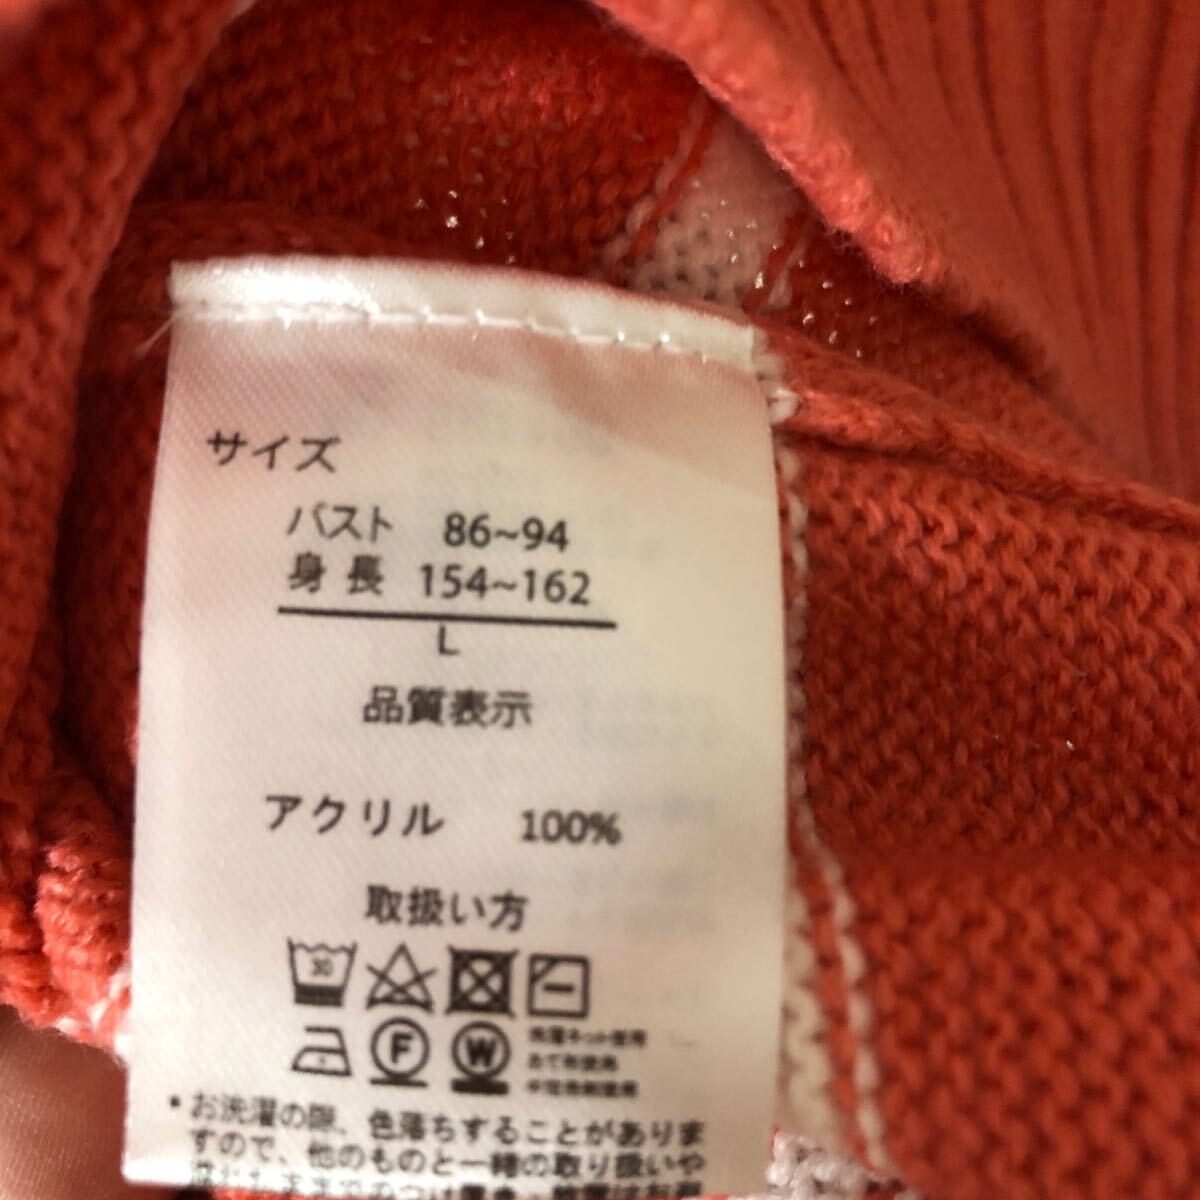 サイズ
バスト 86~94
身長 154~162
L
品質表示
アクリル 100%
取扱い方
30
F W
洗濯ネット使用
あて布使用
中性洗剤使用
*お洗濯の際、色落ちすることがありま
すので、他のものと一緒の取り扱いや